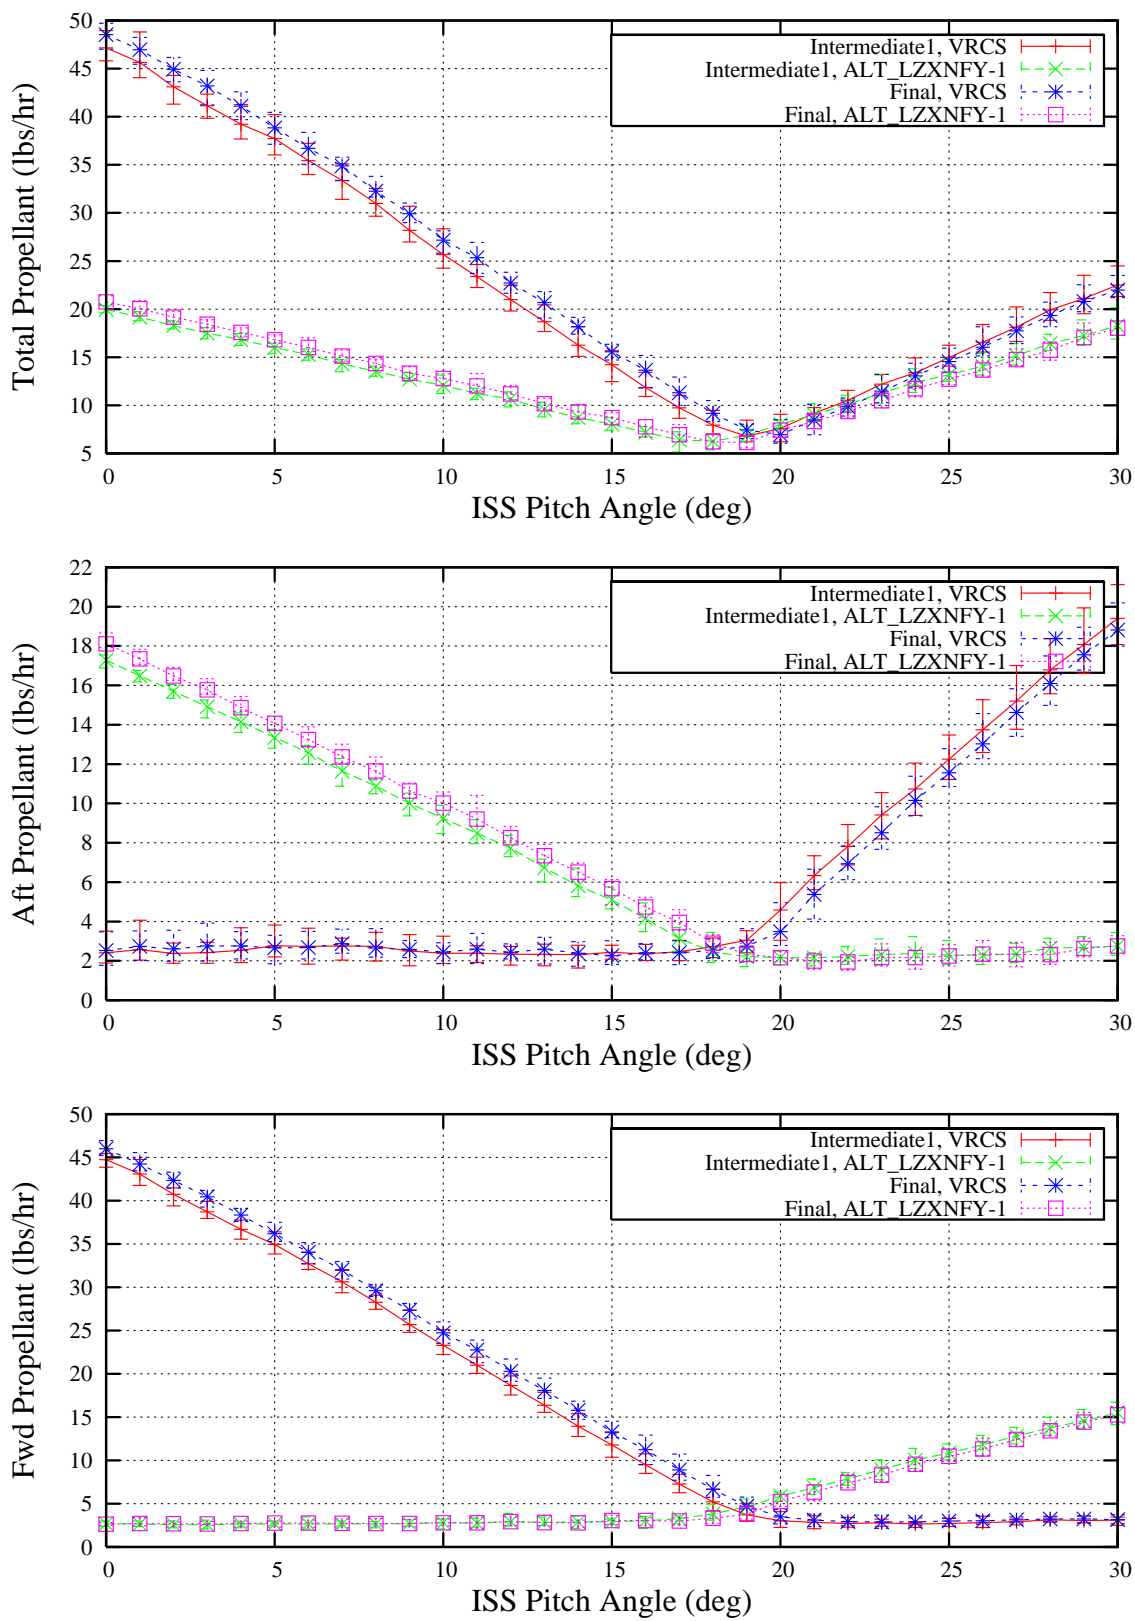 50
45
40
35
30
25
20
15
10
5
Total Propellant (lbs/hr)
Intermediate1, VRCS
Intermediate1, ALT_LZXNFY-1
Final, VRCS
Final, ALT_LZXNFY-1
0 5 10 15 20 25 30
ISS Pitch Angle (deg)
22
20
18
16
14
12
10
8
6
4
2
0
Aft Propellant (lbs/hr)
Intermediate1, VRCS
Intermediate1, ALT_LZXNFY-1
Final, VRCS
Final, ALT_LZXNFY-1
0 5 10 15 20 25 30
ISS Pitch Angle (deg)
50
45
40
35
30
25
20
15
10
5
0
Fwd Propellant (lbs/hr)
Intermediate1, VRCS
Intermediate1, ALT_LZXNFY-1
Final, VRCS
Final, ALT_LZXNFY-1
0 5 10 15 20 25 30
ISS Pitch Angle (deg)